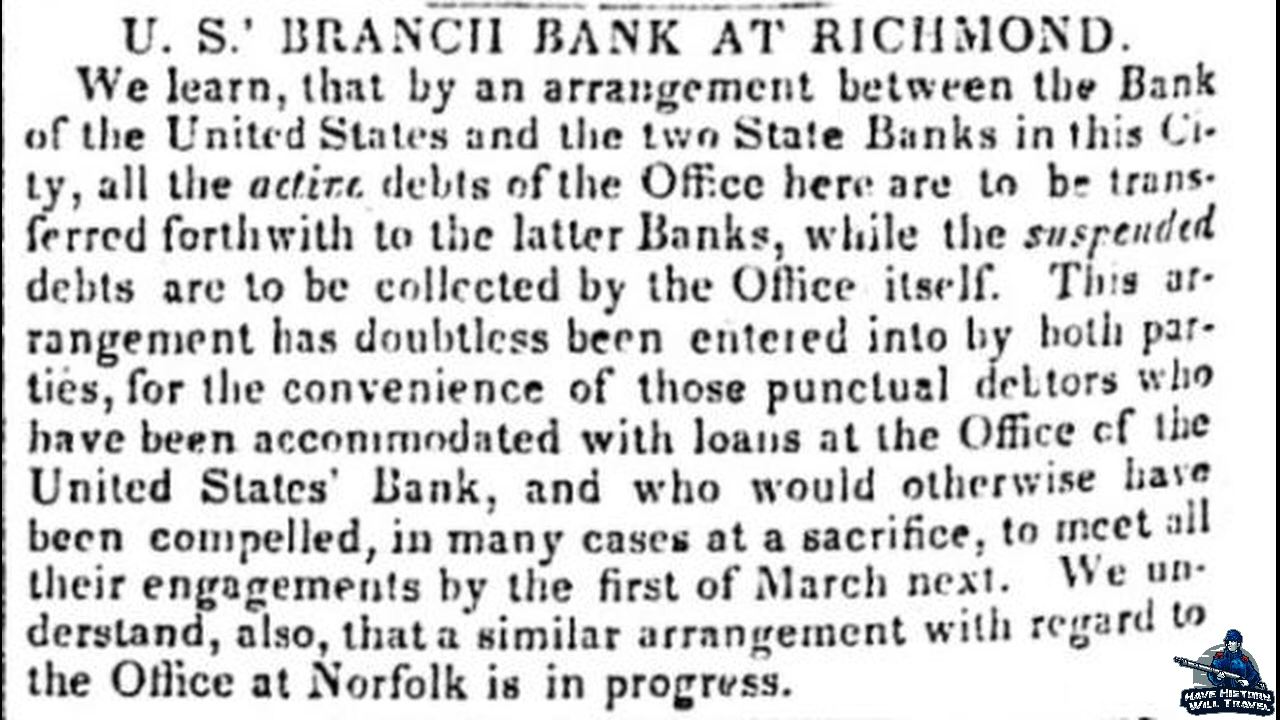 U. S.' BRANCH BANK AT RICHMOND.
We learn, that by an arrangement between the Bank
of the United States and the two State Banks in this Ci-
ty, all the active debts of the Office here are to be trans-
ferred forthwith to the latter Banks, while the suspended
debts are to be collected by the Office itself. This ar-
rangement has doubtless been entered into by both par-
ties, for the convenience of those punctual debtors who
have been accommodated with loans at the Office of the
United States' Bank, and who would otherwise have
been compelled, in many cases at a sacrifice, to meet all
their engagements by the first of March next. We un-
derstand, also, that a similar arrangement with regard to
the Office at Norfolk is in progress.
HAVE HISTORY
WILL TRAVEL